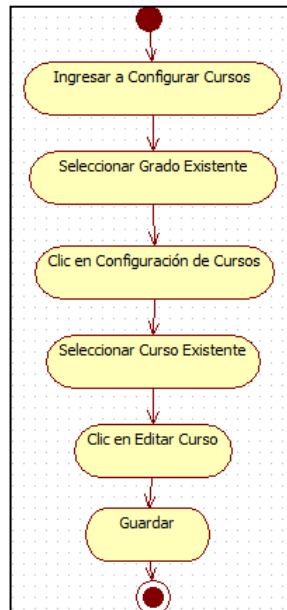 Ingresar a Configurar Cursos
Seleccionar Grado Existente
Clic en Configuración de Cursos
Seleccionar Curso Existente
Clic en Editar Curso
Guardar